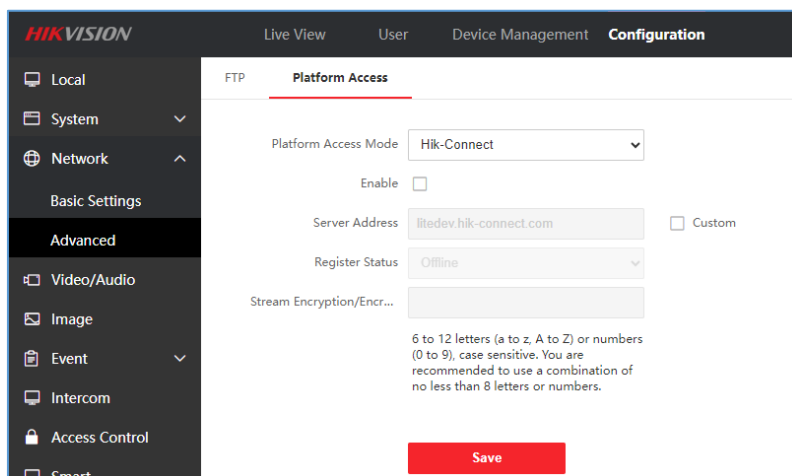 HIKVISION
Live View User Device Management Configuration
Local
System
Network
Basic Settings
Advanced
Video/Audio
Image
Event
Intercom
Access Control
Smart
FTP Platform Access
Platform Access Mode Hik-Connect
Enable
Server Address litedev.hik-connect.com Custom
Register Status Offline
Stream Encryption/Encr...
6 to 12 letters (a to z, A to Z) or numbers
(0 to 9), case sensitive. You are
recommended to use a combination of
no less than 8 letters or numbers.
Save